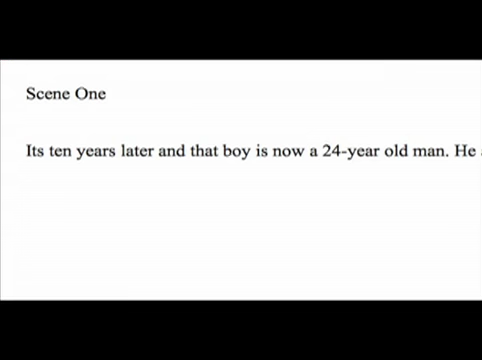 Scene One
Its ten years later and that boy is now a 24-year old man. He